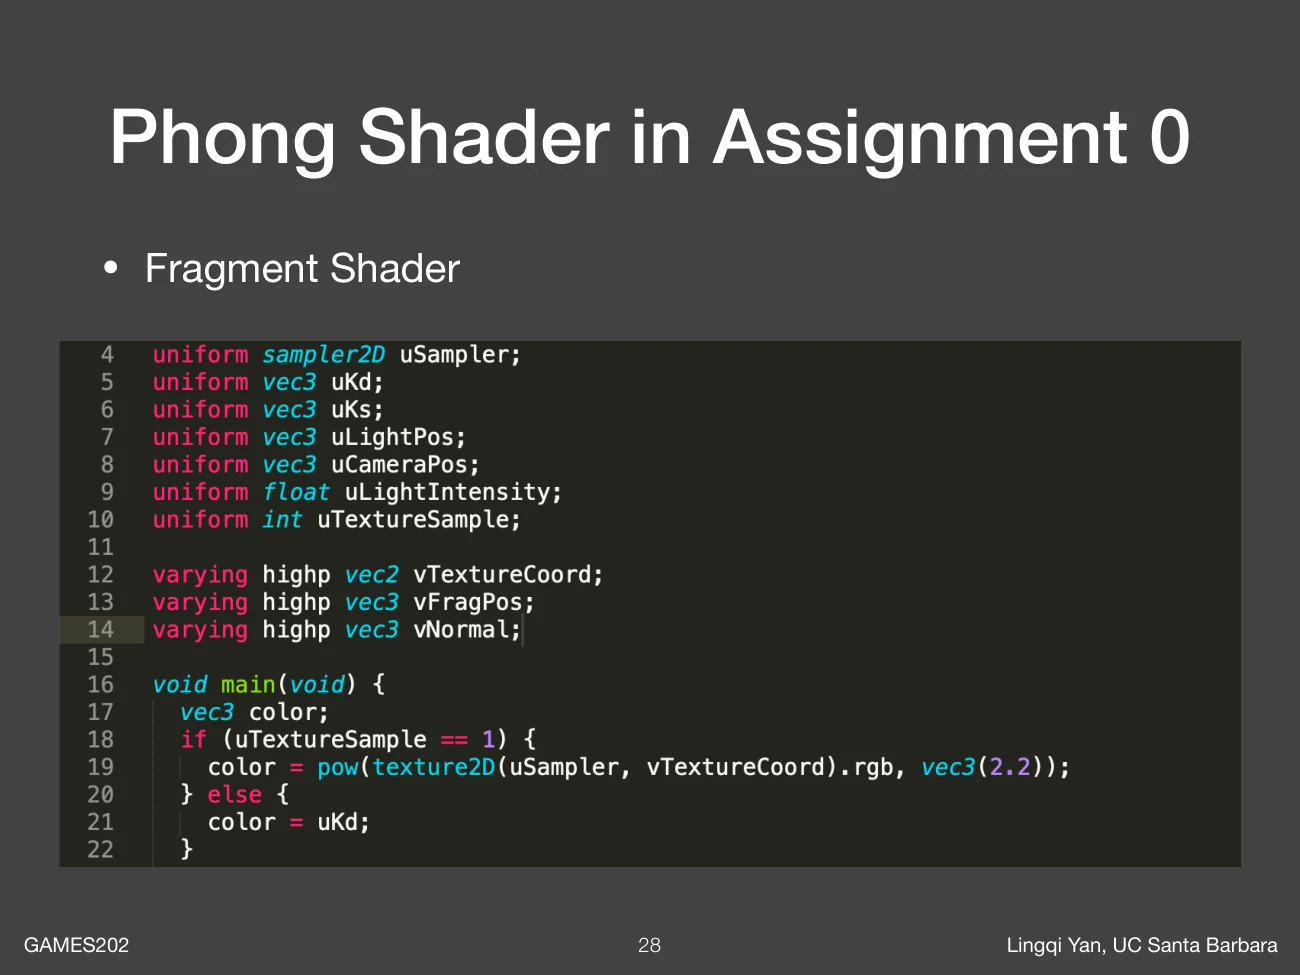 Phong Shader in Assignment 0
• Fragment Shader
4 uniform sampler2D uSampler;
5 uniform vec3 uKd;
6 uniform vec3 uKs;
7 uniform vec3 uLightPos;
8 uniform vec3 uCameraPos;
9 uniform float uLightIntensity;
10 uniform int uTextureSample;
11
12 varying highp vec2 vTextureCoord;
13 varying highp vec3 vFragPos;
14 varying highp vec3 vNormal;
15
16 void main(void) {
17 vec3 color;
18 if (uTextureSample == 1) {
19 color = pow(texture2D(uSampler, vTextureCoord).rgb, vec3(2.2));
20 } else {
21 color = uKd;
22 }
GAMES202 28 Lingqi Yan, UC Santa Barbara